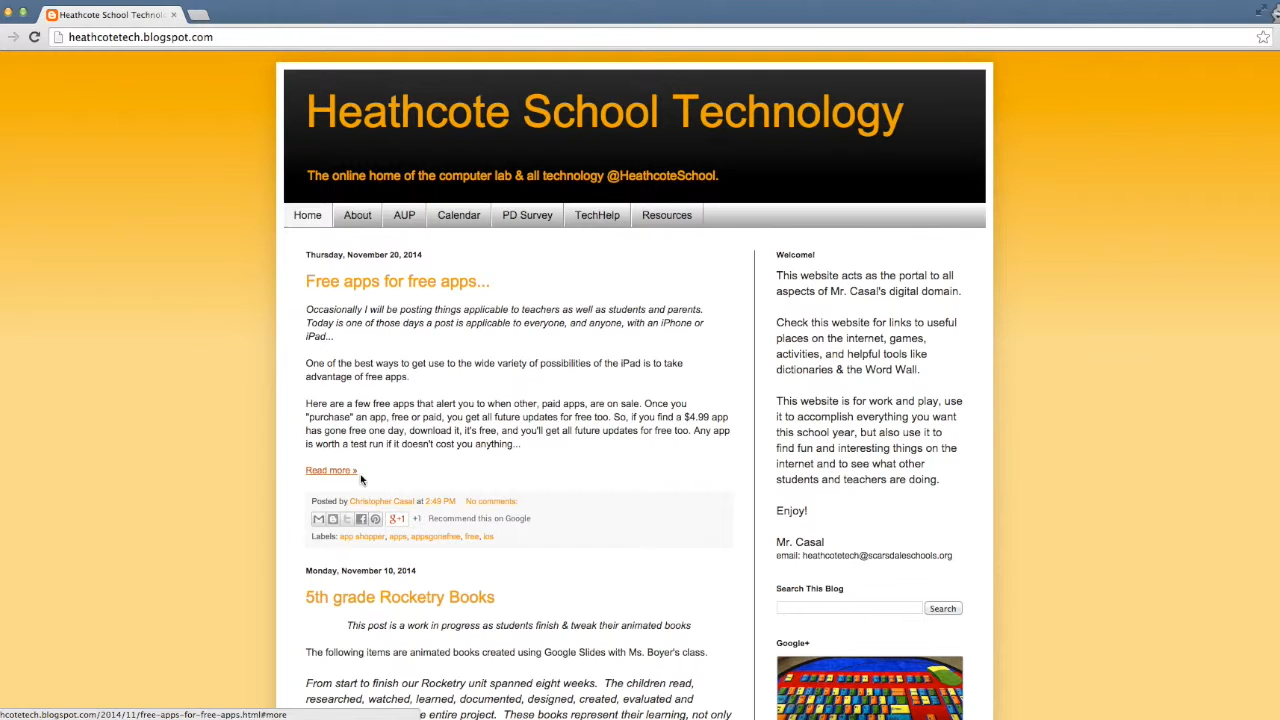 Heathcote School Technol
heathcotetech.blogspot.com
Heathcote School Technology
The online home of the computer lab & all technology @HeathcoteSchool.
Home About AUP Calendar PD Survey TechHelp Resources
Thursday, November 20, 2014
Free apps for free apps...
Occasionally I will be posting things applicable to teachers as well as students and parents.
Today is one of those days a post is applicable to everyone, and anyone, with an iPhone or
iPad...
One of the best ways to get use to the wide variety of possibilities of the iPad is to take
advantage of free apps.
Here are a few free apps that alert you to when other, paid apps, are on sale. Once you
"purchase" an app, free or paid, you get all future updates for free too. So, if you find a $4.99 app
has gone free one day, download it, it's free, and you'll get all future updates for free too. Any app
is worth a test run if it doesn't cost you anything...
Read more »
Posted by Christopher Casal at 2:49 PM No comments:
g+1 +1 Recommend this on Google
Labels: app shopper, apps, appsgonefree, free, ios
Monday, November 10, 2014
5th grade Rocketry Books
This post is a work in progress as students finish & tweak their animated books
The following items are animated books created using Google Slides with Ms. Boyer's class.
From start to finish our Rocketry unit spanned eight weeks. The children read,
researched, watched, learned, documented, designed, created, evaluated and
e entire project. These books represent their learning, not only
Welcome!
This website acts as the portal to all
aspects of Mr. Casal's digital domain.
Check this website for links to useful
places on the internet, games,
activities, and helpful tools like
dictionaries & the Word Wall.
This website is for work and play, use
it to accomplish everything you want
this school year, but also use it to
find fun and interesting things on the
internet and to see what other
students and teachers are doing.
Enjoy!
Mr. Casal
email: heathcotetech@scarsdaleschools.org
Search This Blog
Search
Google+
hcotetech.blogspot.com/2014/11/free-apps-for-free-apps.html#more